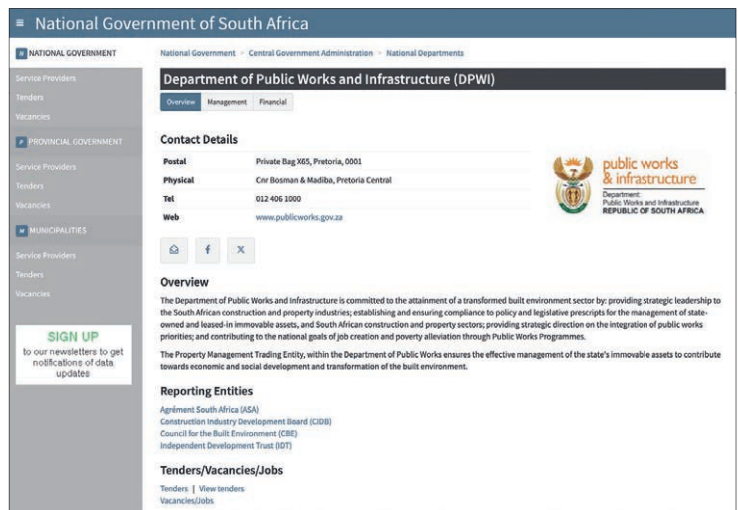 ≡ National Government of South Africa
N NATIONAL GOVERNMENT
Service Providers
Tenders
Vacancies
P PROVINCIAL GOVERNMENT
Service Providers
Tenders
Vacancies
M MUNICIPALITIES
Service Providers
Tenders
Vacancies
SIGN UP
to our newsletters to get
notifications of data
updates
National Government > Central Government Administration > National Departments
Department of Public Works and Infrastructure (DPWI)
Overview Management Financial
Contact Details
Postal Private Bag X65, Pretoria, 0001
Physical Cnr Bosman & Madiba, Pretoria Central
Tel 012 406 1000
Web www.publicworks.gov.za
public works
& infrastructure
Department:
Public Works and Infrastructure
REPUBLIC OF SOUTH AFRICA
Overview
The Department of Public Works and Infrastructure is committed to the attainment of a transformed built environment sector by: providing strategic leadership to
the South African construction and property industries; establishing and ensuring compliance to policy and legislative prescripts for the management of state-
owned and leased-in immovable assets, and South African construction and property sectors; providing strategic direction on the integration of public works
priorities; and contributing to the national goals of job creation and poverty alleviation through Public Works Programmes.
The Property Management Trading Entity, within the Department of Public Works ensures the effective management of the state's immovable assets to contribute
towards economic and social development and transformation of the built environment.
Reporting Entities
Agrément South Africa (ASA)
Construction Industry Development Board (CIDB)
Council for the Built Environment (CBE)
Independent Development Trust (IDT)
Tenders/Vacancies/Jobs
Tenders | View tenders
Vacancies/Jobs